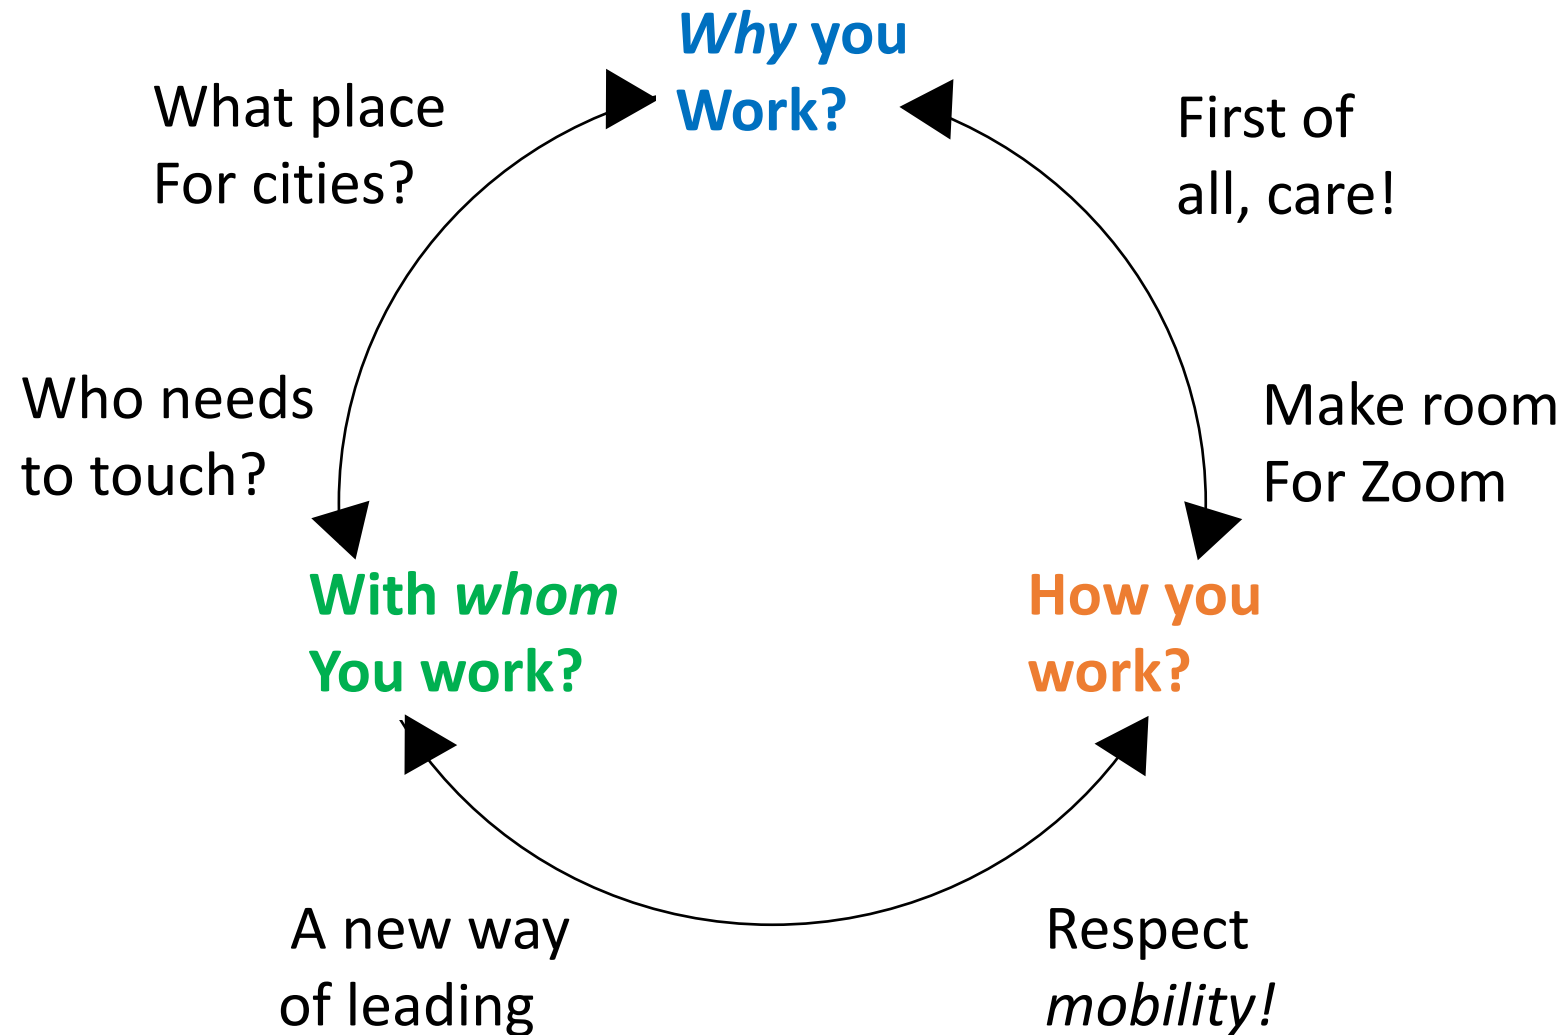 Why you
Work?
What place
For cities?
First of
all, care!
Who needs
to touch?
Make room
For Zoom
With whom
You work?
How you
work?
A new way
of leading
Respect
mobility!